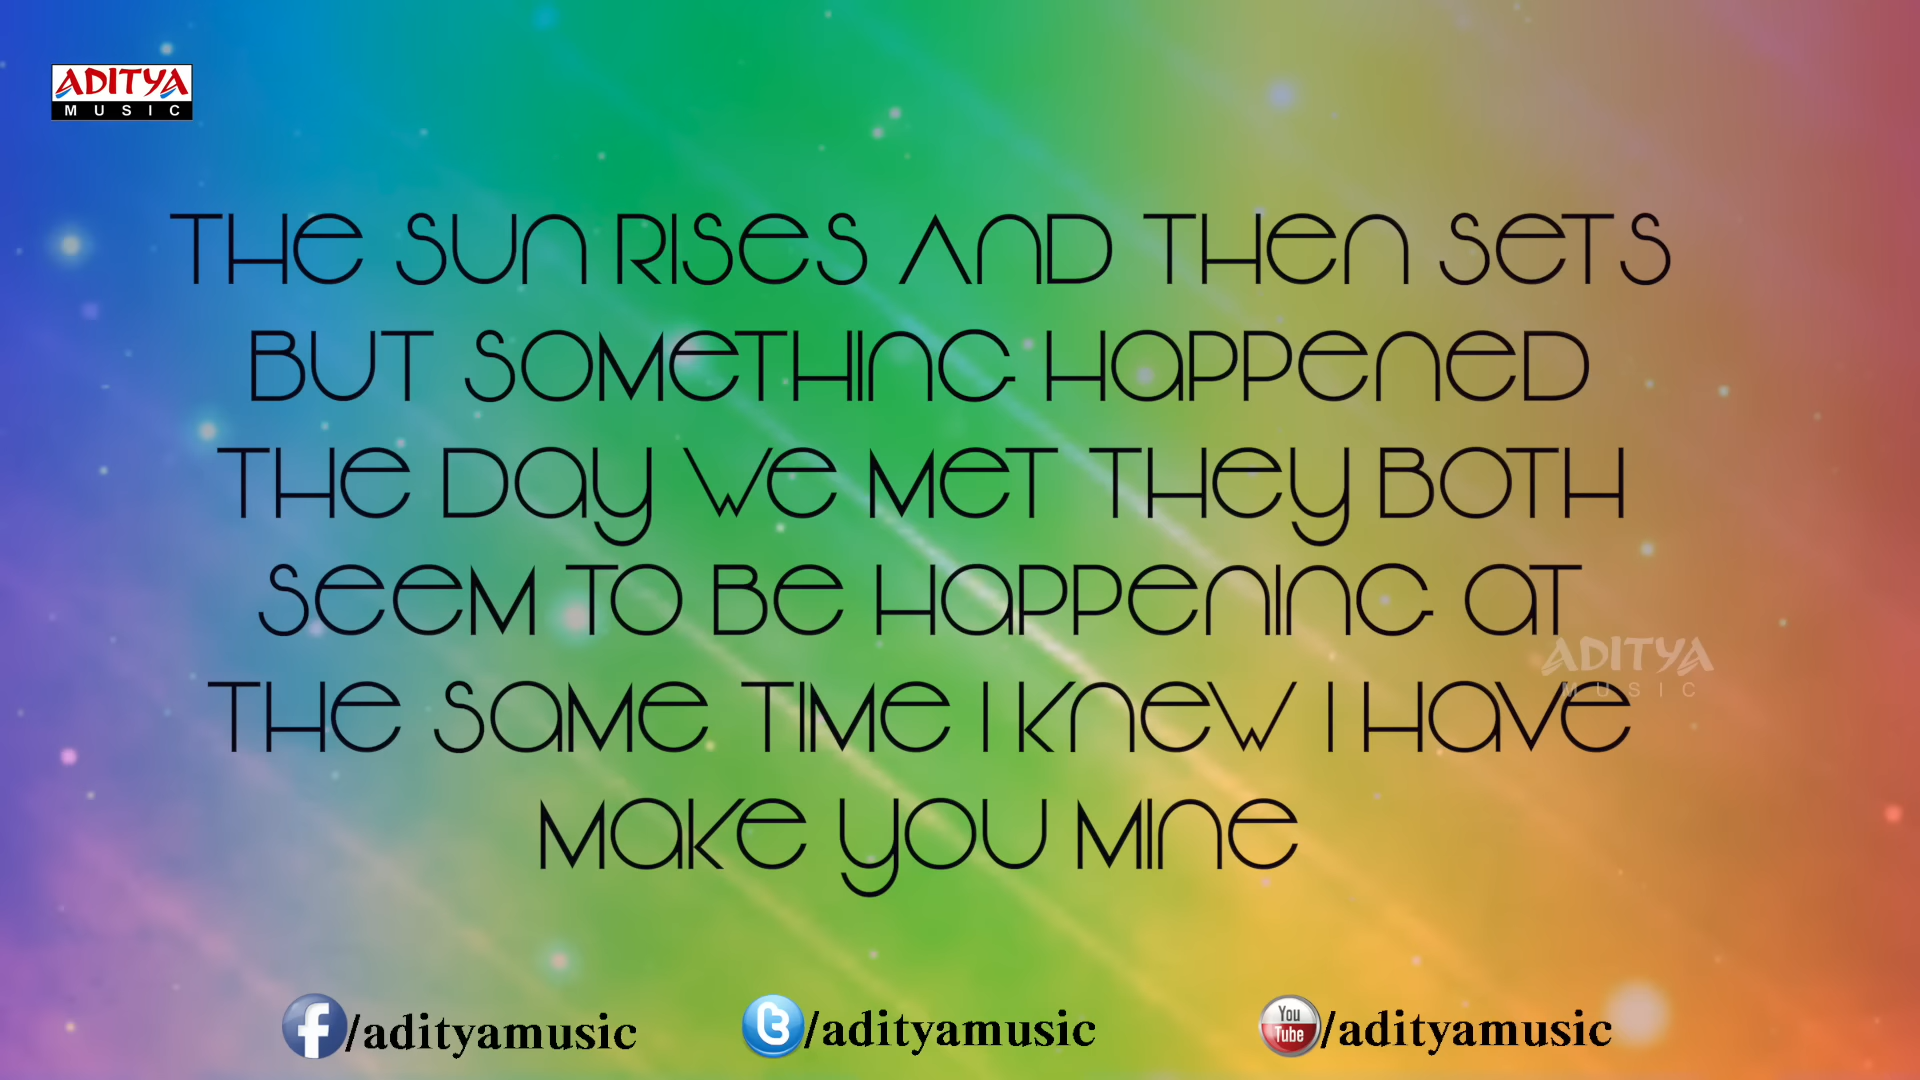 ADITYA
MUSIC
THE SUN RISES AND THEN SETS
BUT SOMETHING HAPPENED
THE DAY WE MET THEY BOTH
SEEM TO BE HAPPENING AT
THE SAME TIME I KNEW I HAVE
MAKE YOU MINE
ADITYA
MUSIC
f/adityamusic
t/adityamusic
You Tube/adityamusic